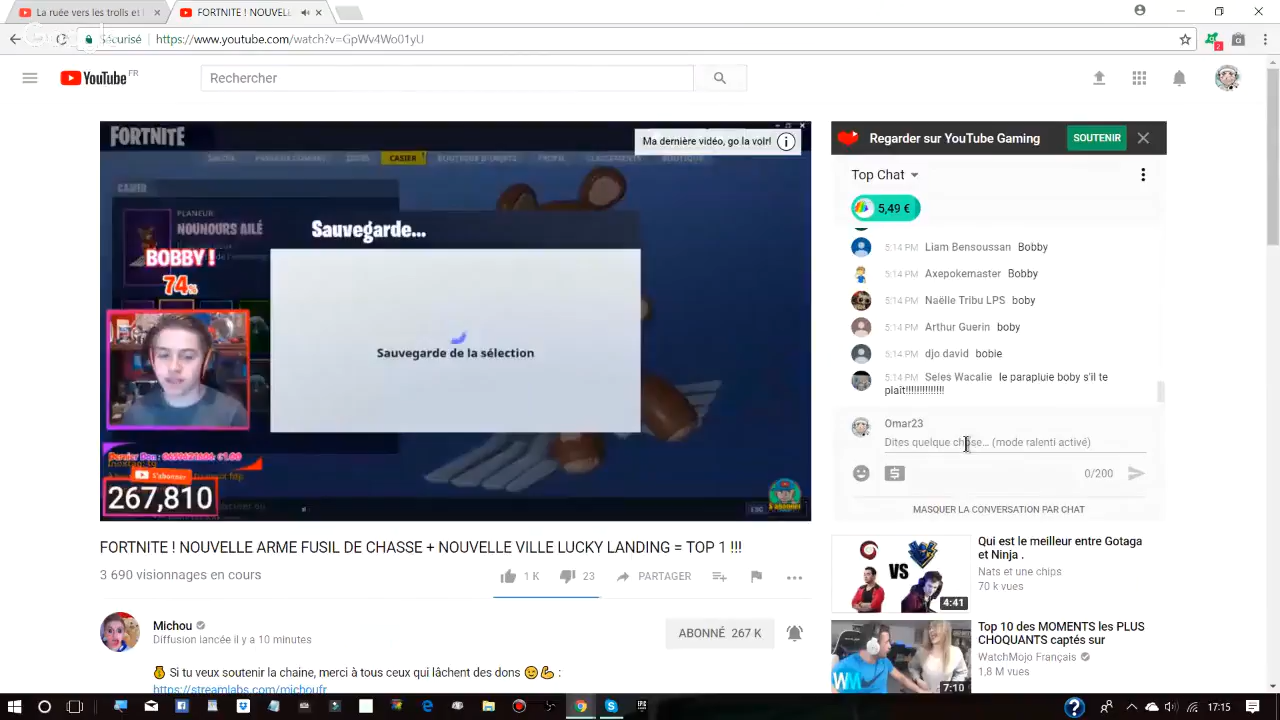 La ruée vers les trolls et l
FORTNITE ! NOUVELL
Sécurisé
https://www.youtube.com/watch?v=GpWv4Wo01yU
YouTube FR
Rechercher
FORTNITE
Ma dernière vidéo, go la voir!
CASIER
BOUTIQUE
CASIER
PLANEUR
NOUNOURS AILÉ
Sauvegarde...
BOBBY !
74%
Sauvegarde de la sélection
S'abonner
267,810
Regarder sur YouTube Gaming
SOUTENIR
Top Chat
5,49 €
5:14 PM Liam Bensoussan Bobby
5:14 PM Axepokemaster Bobby
5:14 PM Naëlle Tribu LPS boby
5:14 PM Arthur Guerin boby
5:14 PM djo david bobie
5:14 PM Seles Wacalie le parapluie boby s'il te
plaît!!!!!!!!!!!!!!
Omar23
Dites quelque chose... (mode ralenti activé)
0/200
MASQUER LA CONVERSATION PAR CHAT
FORTNITE ! NOUVELLE ARME FUSIL DE CHASSE + NOUVELLE VILLE LUCKY LANDING = TOP 1 !!!
3 690 visionnages en cours
1 K
23
PARTAGER
Michou
Diffusion lancée il y a 10 minutes
ABONNÉ 267 K
Si tu veux soutenir la chaine, merci à tous ceux qui lâchent des dons :
https://streamlabs.com/michoufr
VS
4:41
Qui est le meilleur entre Gotaga
et Ninja .
Nats et une chips.
70 k vues
7:10
Top 10 des MOMENTS les PLUS
CHOQUANTS captés sur
WatchMojo Français
1,8 M vues
17:15